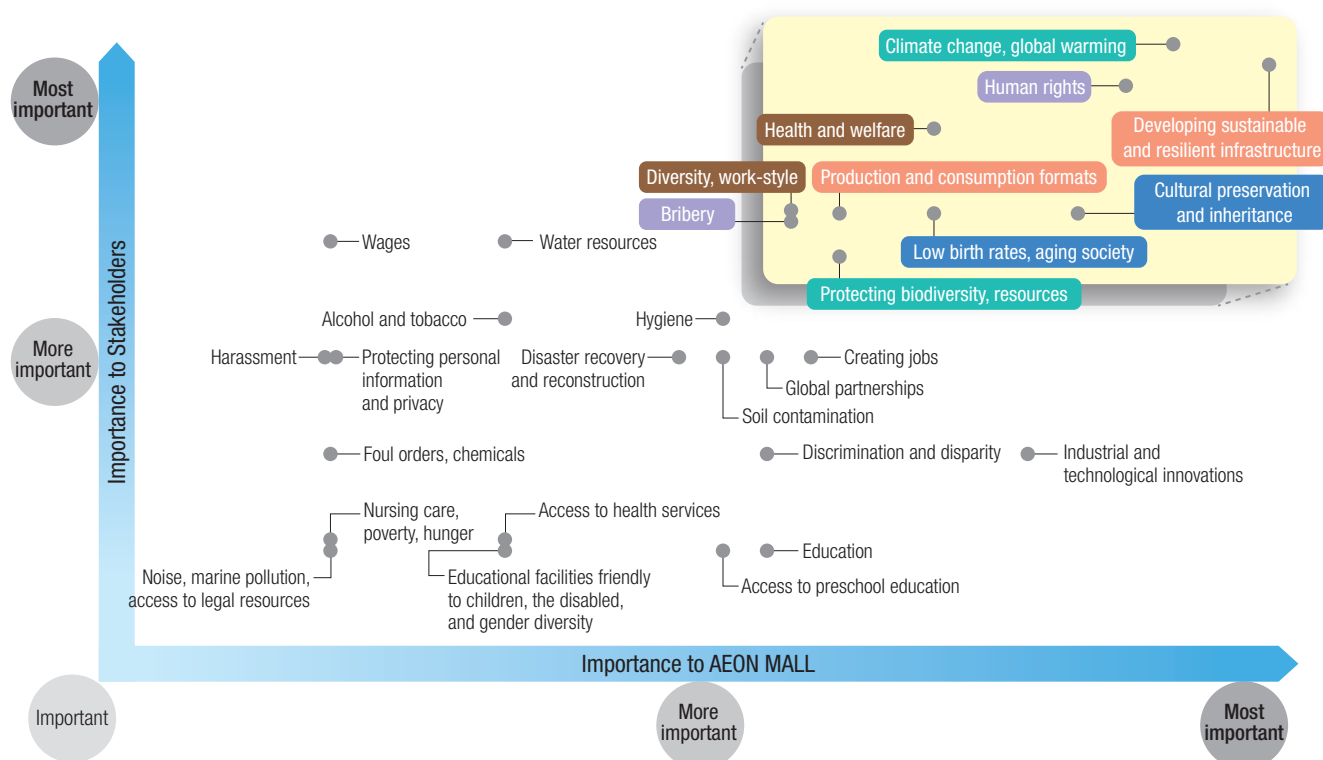 Most
important
More
important
Important
Importance to Stakeholders
Climate change, global warming
Human rights
Developing sustainable
and resilient infrastructure
Health and welfare
Diversity, work-style
Production and consumption formats
Cultural preservation
and inheritance
Bribery
Low birth rates, aging society
Protecting biodiversity, resources
Wages
Water resources
Alcohol and tobacco
Hygiene
Harassment
Protecting personal
information
and privacy
Disaster recovery
and reconstruction
Creating jobs
Global partnerships
Soil contamination
Foul orders, chemicals
Discrimination and disparity
Industrial and
technological innovations
Nursing care,
poverty, hunger
Access to health services
Noise, marine pollution,
access to legal resources
Educational facilities friendly
to children, the disabled,
and gender diversity
Education
Access to preschool education
Importance to AEON MALL
More
important
Most
important